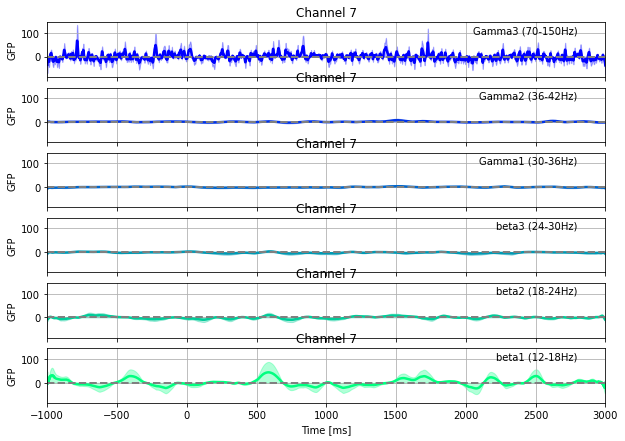 Channel 7
GFP
100
0
Gamma3 (70-150Hz)
Channel 7
GFP
100
0
Gamma2 (36-42Hz)
Channel 7
GFP
100
0
Gamma1 (30-36Hz)
Channel 7
GFP
100
0
beta3 (24-30Hz)
Channel 7
GFP
100
0
beta2 (18-24Hz)
Channel 7
GFP
100
0
beta1 (12-18Hz)
−1000 −500 0 500 1000 1500 2000 2500 3000
Time [ms]